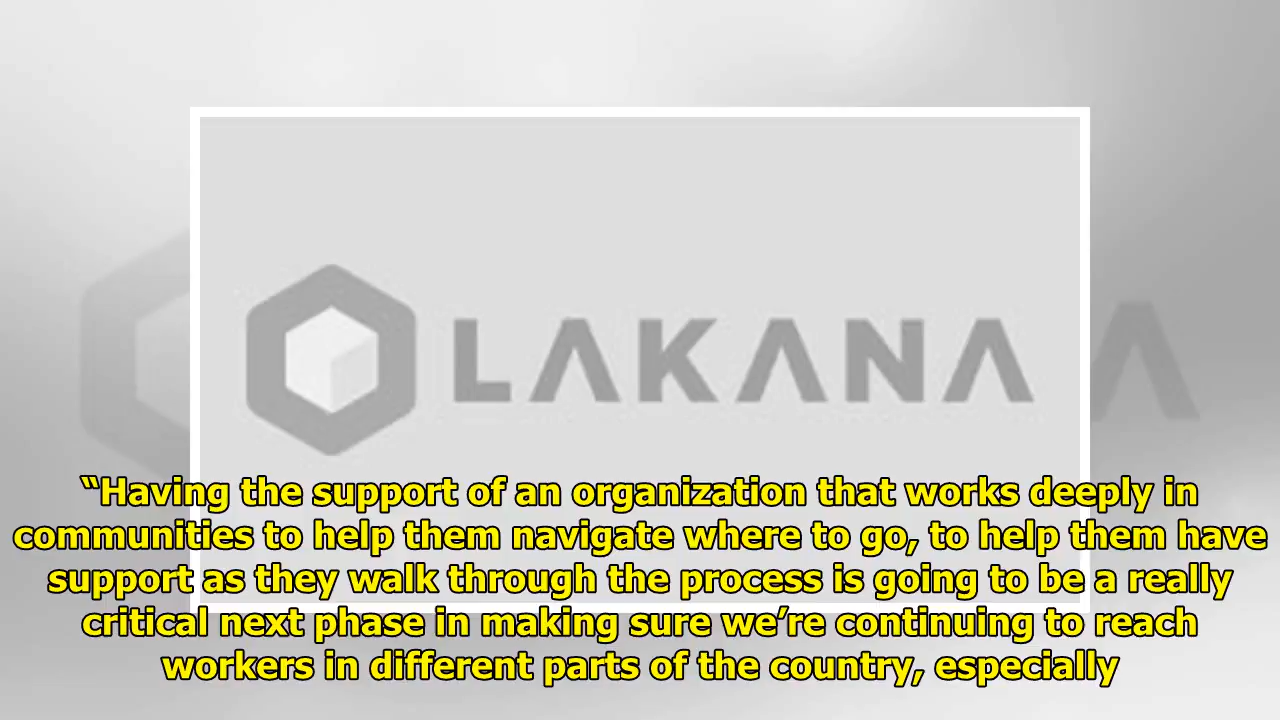 LAKANA
“Having the support of an organization that works deeply in
communities to help them navigate where to go, to help them have
support as they walk through the process is going to be a really
critical next phase in making sure we’re continuing to reach
workers in different parts of the country, especially